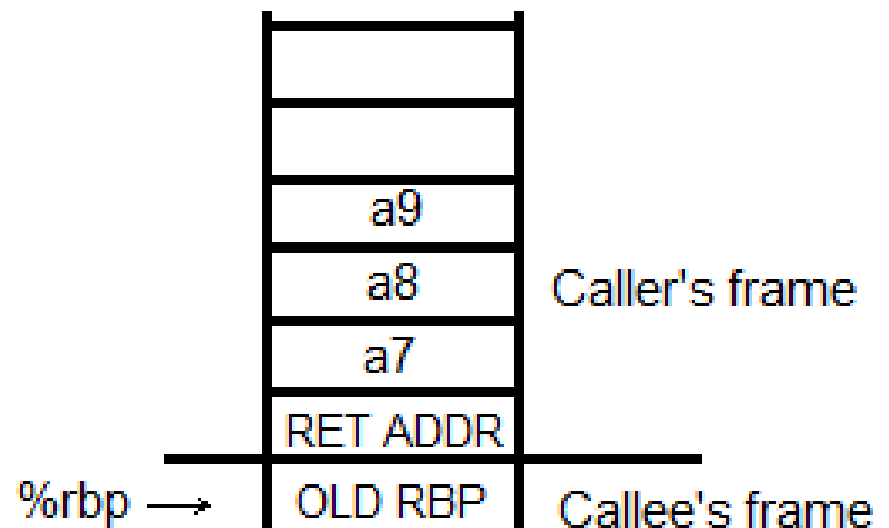 a9
a8
Caller's frame
a7
RET ADDR
%rbp
OLD RBP
Callee's frame